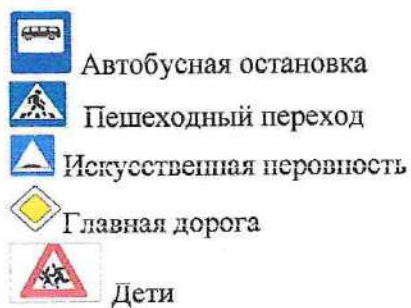 Автобусная остановка
Пешеходный переход
Искусственная неровность
Главная дорога
Дети